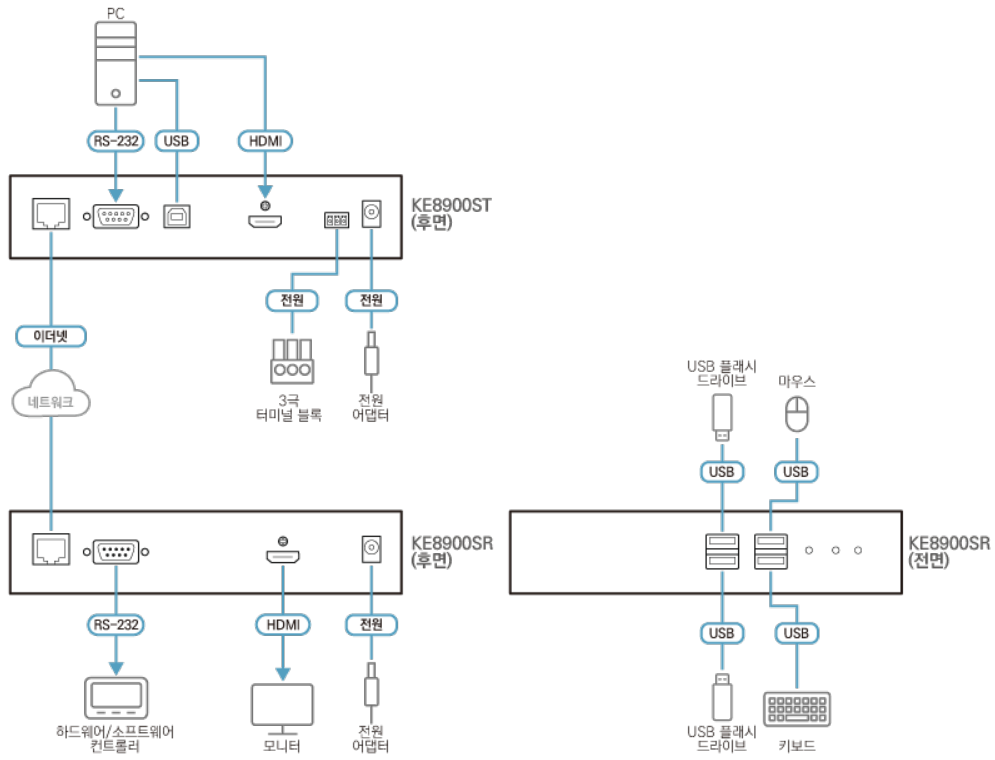 PC
RS-232
USB
HDMI
KE8900ST
(후면)
전원
전원
이더넷
네트워크
3극
터미널 블록
전원
어댑터
KE8900SR
(후면)
RS-232
HDMI
전원
하드웨어/소프트웨어
컨트롤러
모니터
전원
어댑터
USB 플래시
드라이브
마우스
USB
USB
KE8900SR
(전면)
USB
USB
USB 플래시
드라이브
키보드